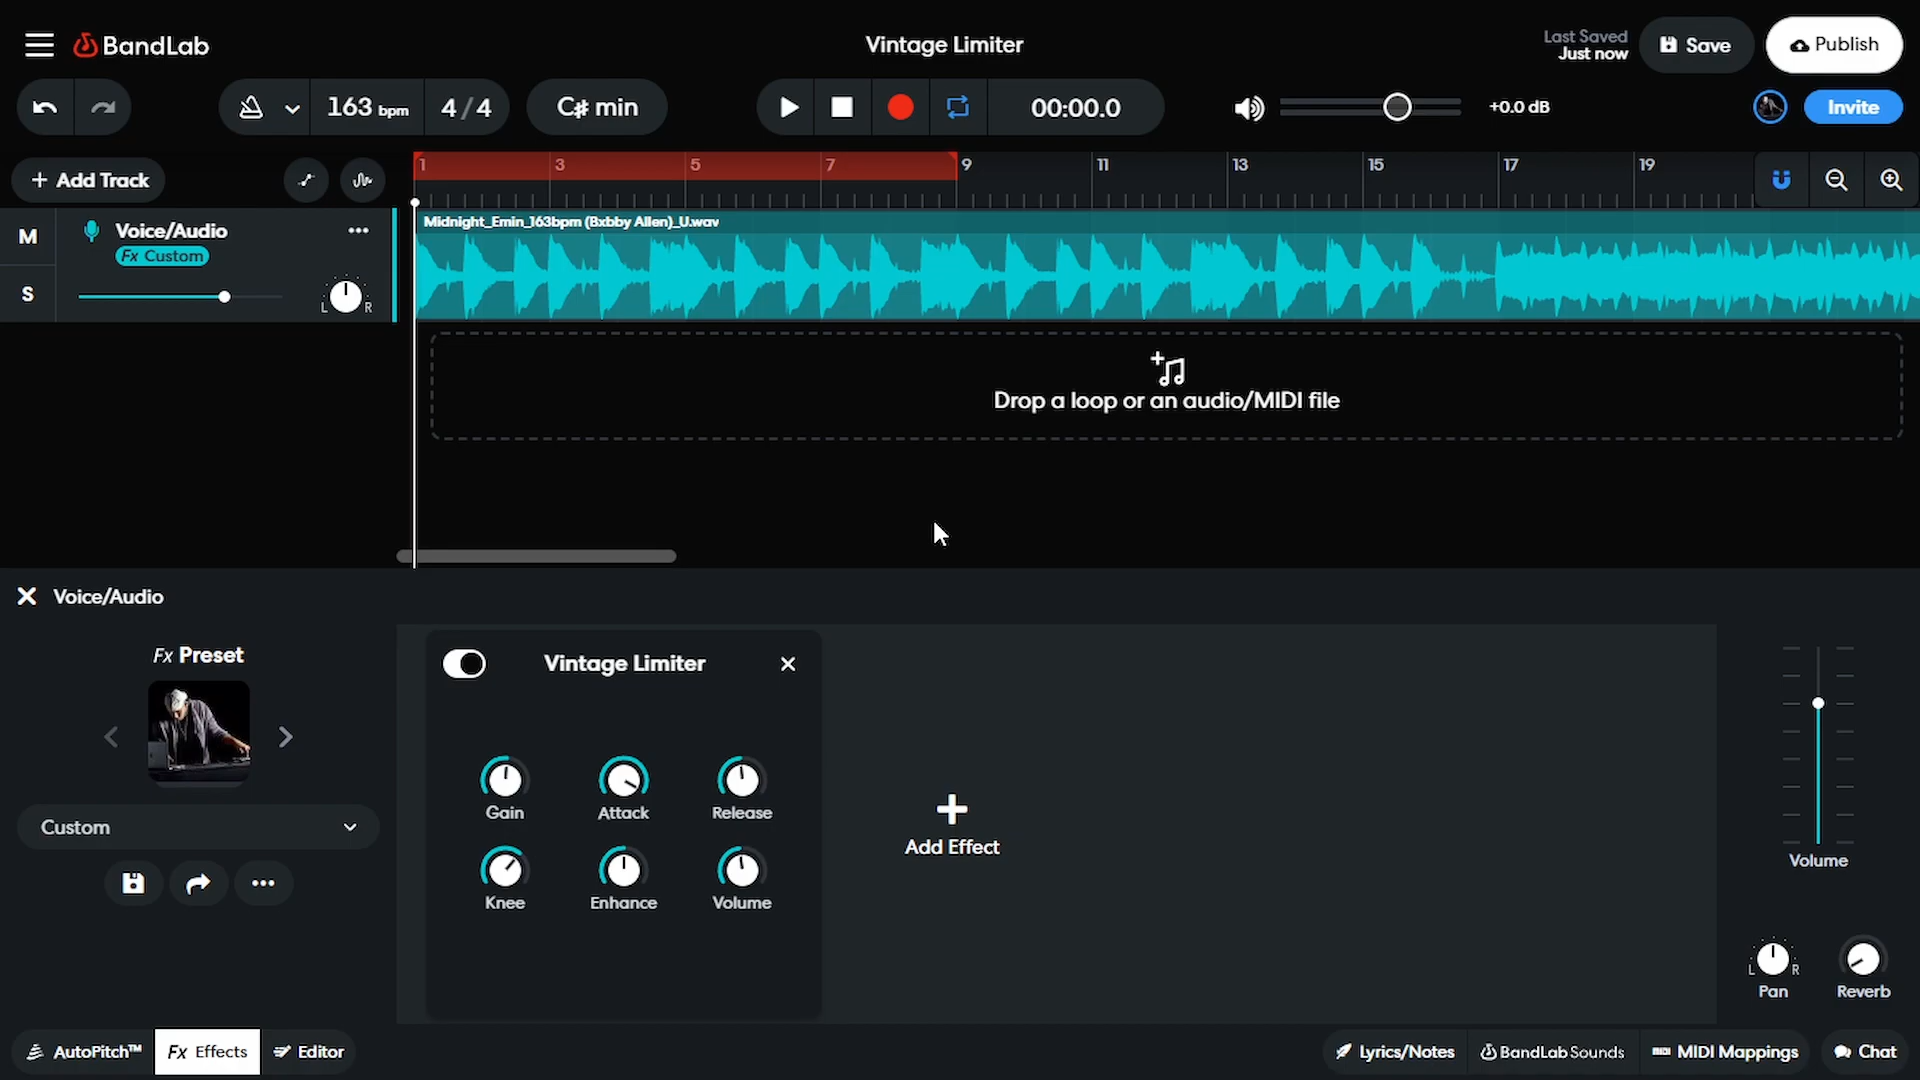 BandLab
Vintage Limiter
Last Saved
Just now
Save
Publish
163 bpm
4/4
C# min
00:00.0
+0.0 dB
Invite
+ Add Track
1 3 5 7 9 11 13 15 17 19
M
Voice/Audio
Fx Custom
S
L R
Midnight_Emin_163bpm (Bxbby Allen)_U.wav
Drop a loop or an audio/MIDI file
Voice/Audio
Fx Preset
Custom
Vintage Limiter
Gain Attack Release
Knee Enhance Volume
Add Effect
Volume
L R
Pan Reverb
AutoPitch™
Fx Effects
Editor
Lyrics/Notes
BandLab Sounds
MIDI Mappings
Chat